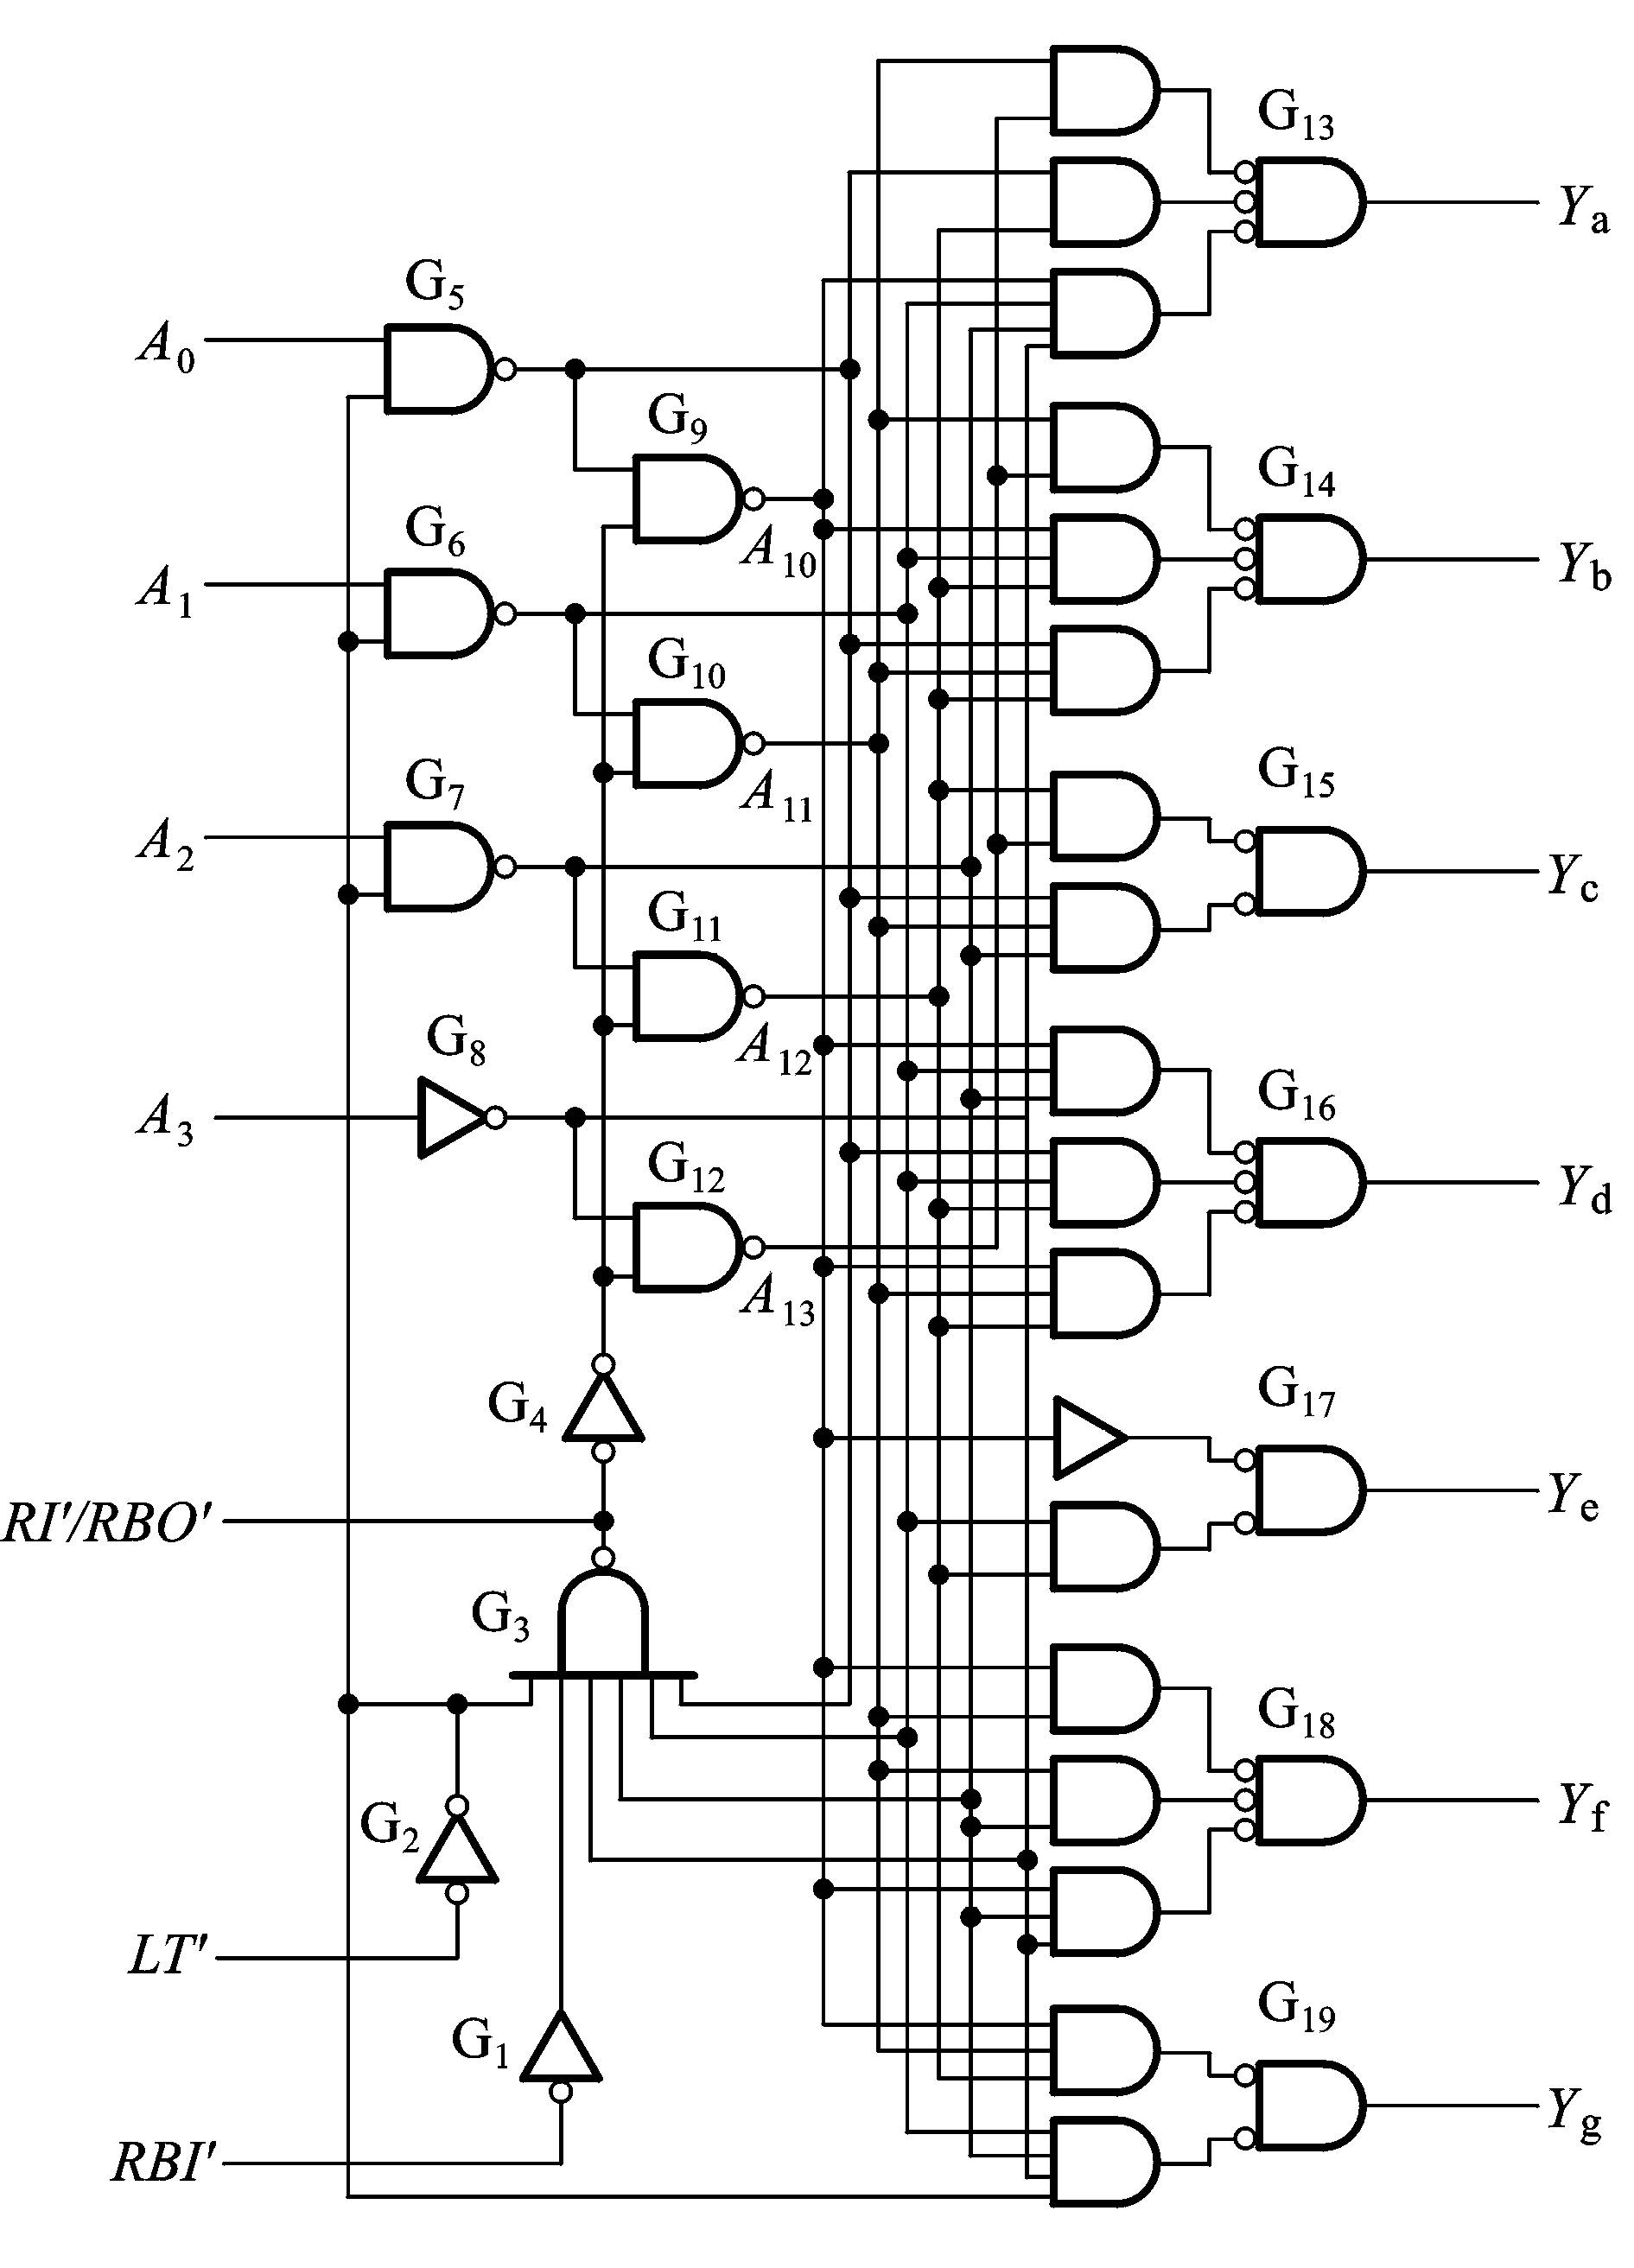 G13
Ya
G5
A0
G9
G14
A10
Yb
G6
A1
G10
G15
A11
G7
A2
Yc
G11
A12
G8
G16
A3
G12
Yd
A13
G17
G4
RI'/RBO'
Ye
G3
G18
G2
Yf
LT'
G19
G1
Yg
RBI'